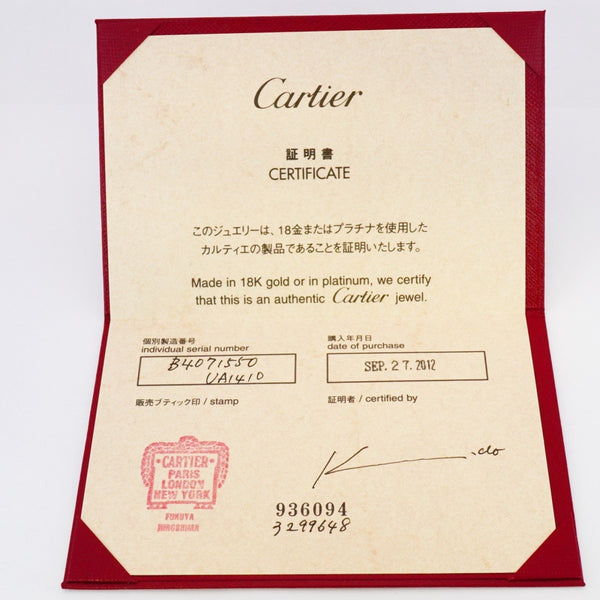 Cartier
証明書
CERTIFICATE
このジュエリーは、18金またはプラチナを使用した
カルティエの製品であることを証明いたします。
Made in 18K gold or in platinum, we certify
that this is an authentic Cartier jewel.
個別製造番号
individual serial number
B4071550
UA1410
購入年月日
date of purchase
SEP. 27. 2012
販売ブティック印 / stamp
証明者 / certified by
CARTIER
PARIS
LONDON
NEW YORK
FUKUYA
HIROSHIMA
936094
3299648